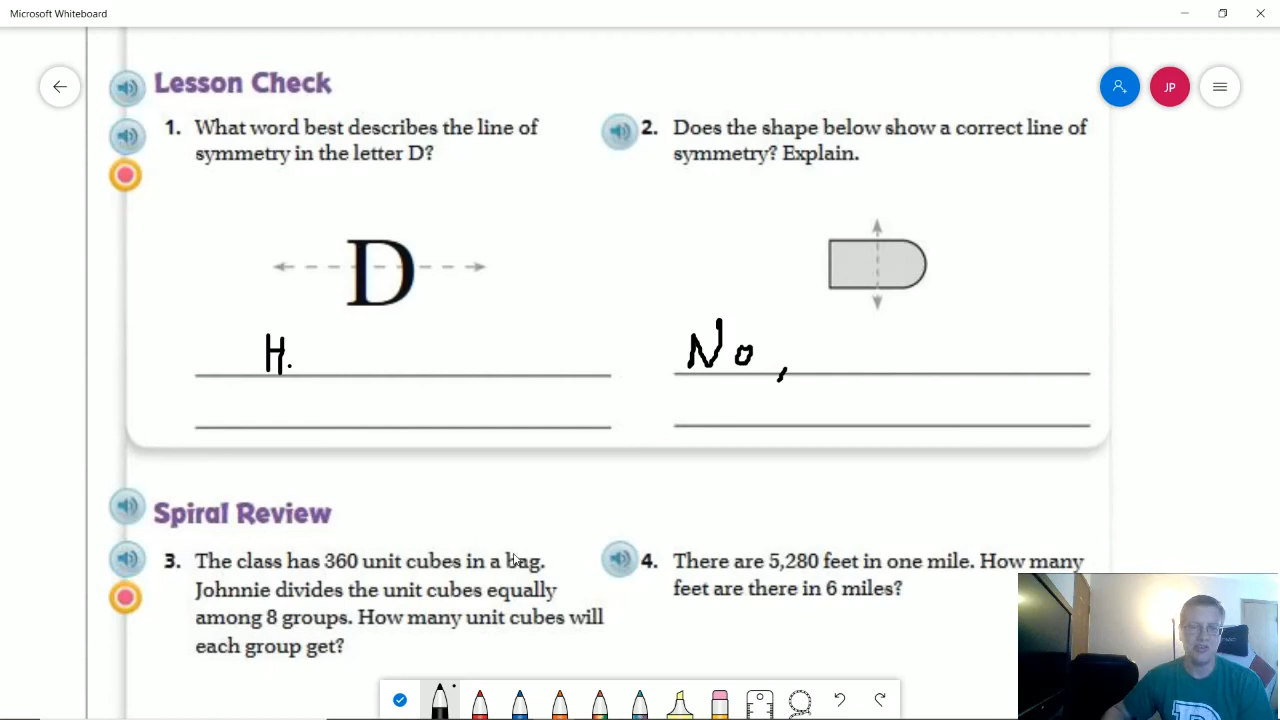 Microsoft Whiteboard
Lesson Check
JP
1. What word best describes the line of
symmetry in the letter D?
D
H.
2. Does the shape below show a correct line of
symmetry? Explain.
No,
Spiral Review
3. The class has 360 unit cubes in a bag.
Johnnie divides the unit cubes equally
among 8 groups. How many unit cubes will
each group get?
4. There are 5,280 feet in one mile. How many
feet are there in 6 miles?